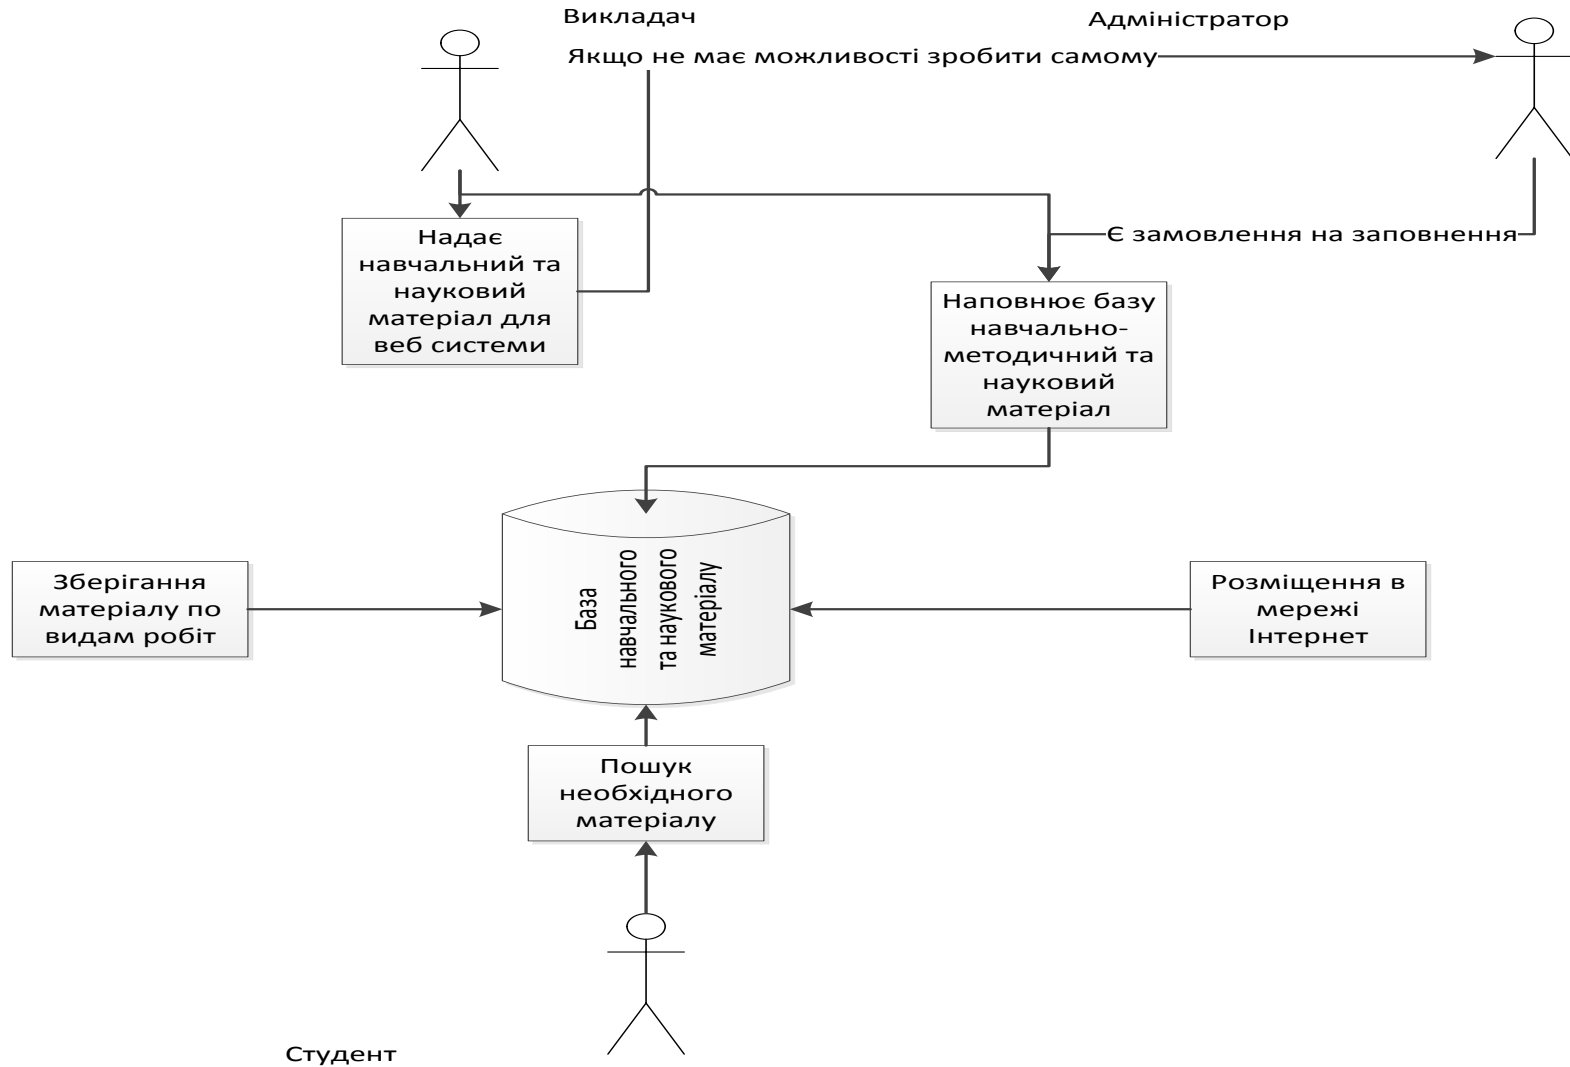 Викладач
Адміністратор
Якщо не має можливості зробити самому
Надає
навчальний та
науковий
матеріал для
веб системи
Є замовлення на заповнення
Наповнює базу
навчально-
методичний та
науковий
матеріал
База
навчального
та наукового
матеріалу
Зберігання
матеріалу по
видам робіт
Розміщення в
мережі
Інтернет
Пошук
необхідного
матеріалу
Студент